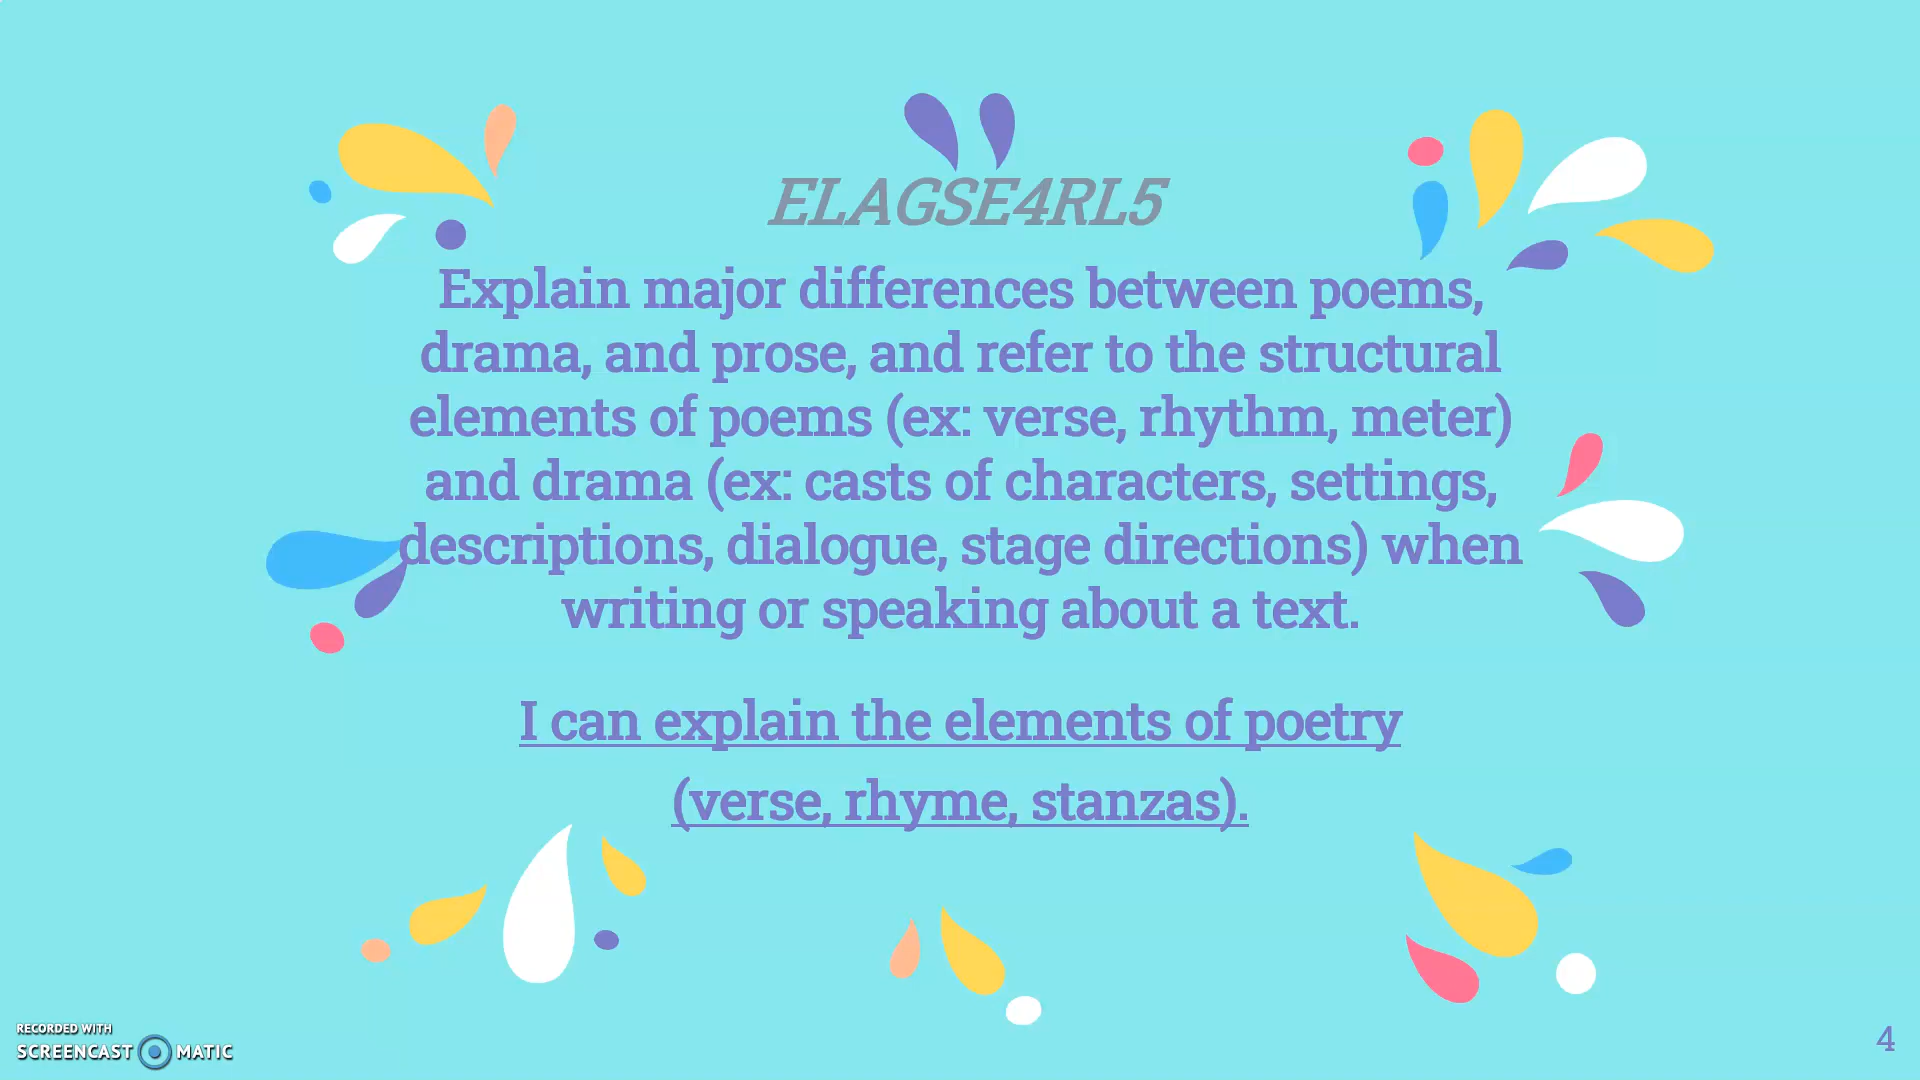 ELAGSE4RL5
Explain major differences between poems,
drama, and prose, and refer to the structural
elements of poems (ex: verse, rhythm, meter)
and drama (ex: casts of characters, settings,
descriptions, dialogue, stage directions) when
writing or speaking about a text.
I can explain the elements of poetry
(verse, rhyme, stanzas).
RECORDED WITH
SCREENCAST MATIC
4